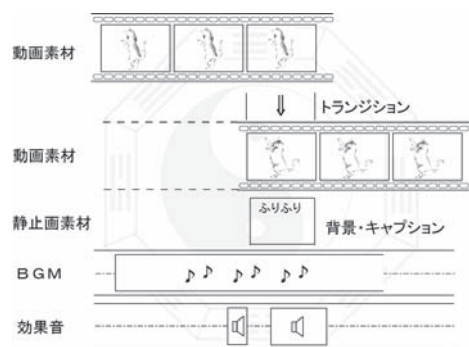 動画素材
トランジション
動画素材
ふりふり
静止画素材
背景・キャプション
ＢＧＭ
効果音